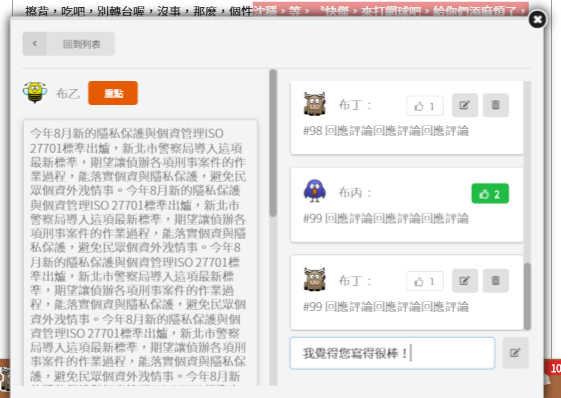 擦背，吃吧，別轉台喔，沒事，那麼，個性沈穩，等，
來打網球吧，給你們添麻煩了，
回到列表
布乙
重點
今年8月新的隱私保護與個資管理ISO
27701標準出爐，新北市警察局導入這項
最新標準，期望讓偵辦各項刑事案件的作
業過程，能落實個資與隱私保護，避免民
眾個資外洩情事。今年8月新的隱私保護
與個資管理ISO 27701標準出爐，新北市
警察局導入這項最新標準，期望讓偵辦各
項刑事案件的作業過程，能落實個資與隱
私保護，避免民眾個資外洩情事。今年8
月新的隱私保護與個資管理ISO 27701標
準出爐，新北市警察局導入這項最新標
準，期望讓偵辦各項刑事案件的作業過
程，能落實個資與隱私保護，避免民眾個
資外洩情事。今年8月新的隱私保護與個
資管理ISO 27701標準出爐，新北市警察
局導入這項最新標準，期望讓偵辦各項刑
事案件的作業過程，能落實個資與隱私保
護，避免民眾個資外洩情事。今年8月新
布丁：
1
#98 回應評論回應評論回應評論
布丙：
2
#99 回應評論回應評論回應評論
布丁：
1
#99 回應評論回應評論回應評論
我覺得您寫得很棒！
10